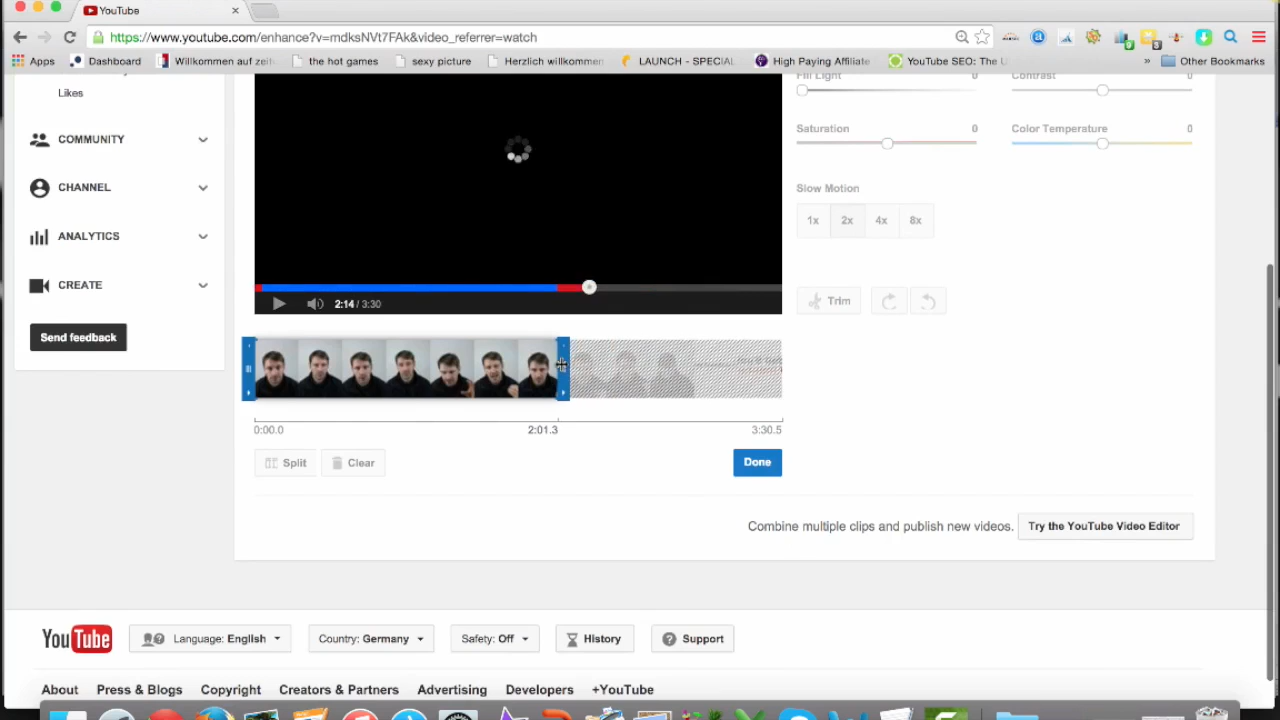 YouTube
https://www.youtube.com/enhance?v=mdksNVt7FAk&video_referrer=watch
Apps Dashboard Willkommen auf zeit the hot games sexy picture Herzlich willkommen LAUNCH - SPECIAL High Paying Affiliate YouTube SEO: The U » Other Bookmarks
Fill Light 0 Contrast 0
Likes
Saturation 0 Color Temperature 0
COMMUNITY
CHANNEL
Slow Motion
1x 2x 4x 8x
ANALYTICS
CREATE
2:14 / 3:30
Trim
Send feedback
0:00.0 2:01.3 3:30.5
Split Clear Done
Combine multiple clips and publish new videos. Try the YouTube Video Editor
YouTube Language: English Country: Germany Safety: Off History Support
About Press & Blogs Copyright Creators & Partners Advertising Developers +YouTube